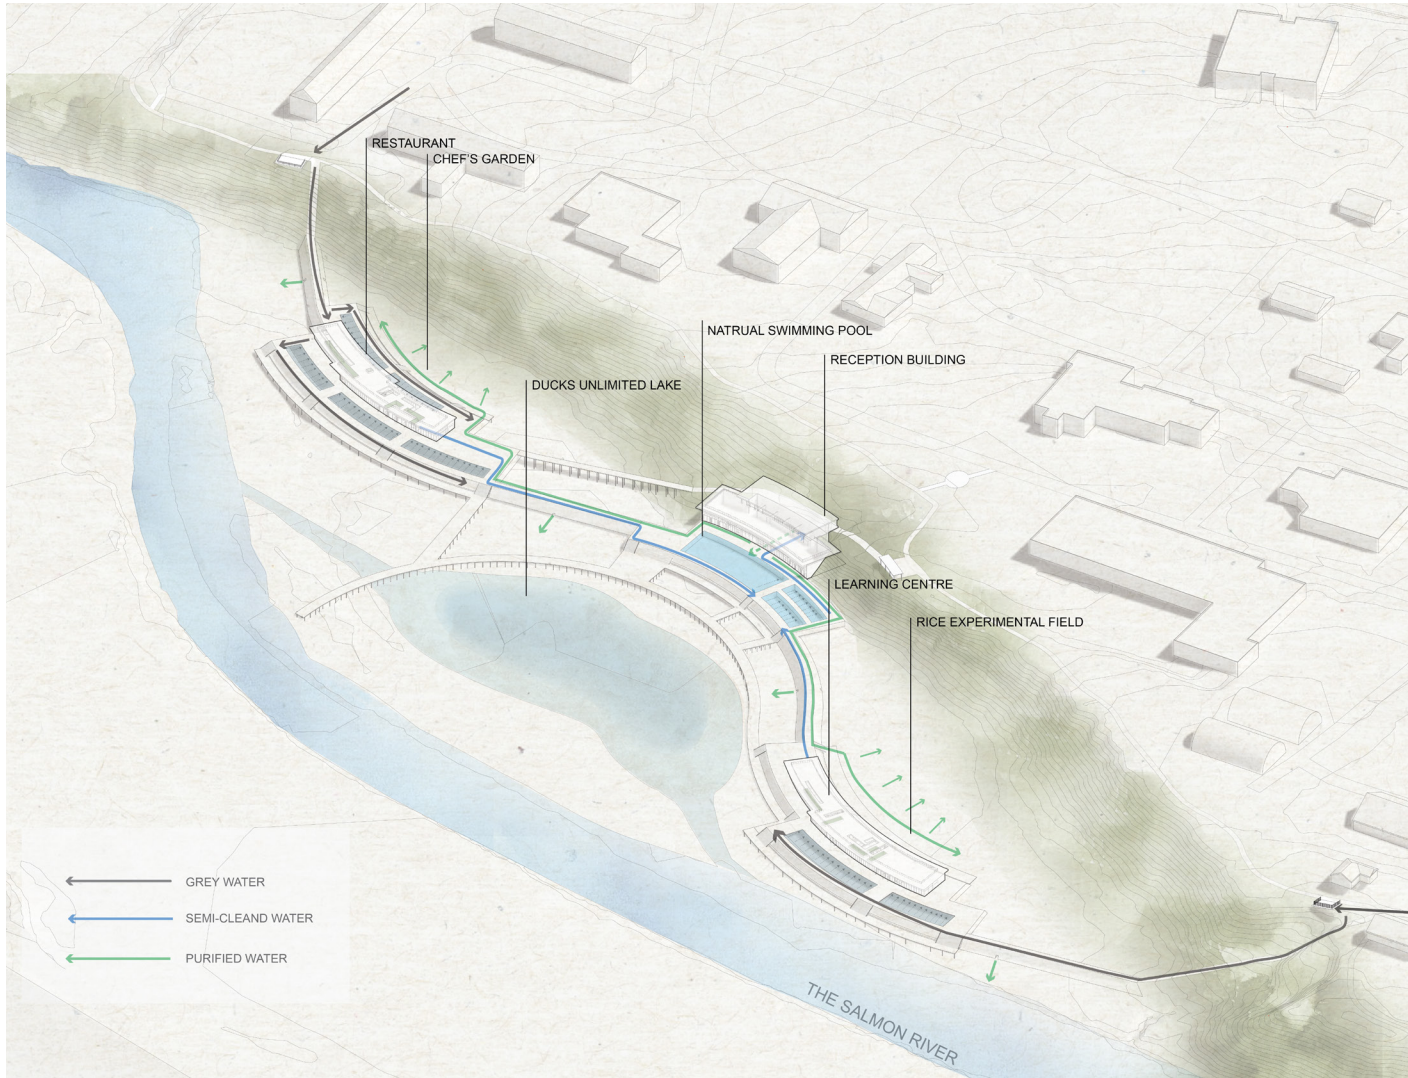 RESTAURANT
CHEF'S GARDEN
NATRUAL SWIMMING POOL
RECEPTION BUILDING
DUCKS UNLIMITED LAKE
LEARNING CENTRE
RICE EXPERIMENTAL FIELD
GREY WATER
SEMI-CLEAND WATER
PURIFIED WATER
THE SALMON RIVER